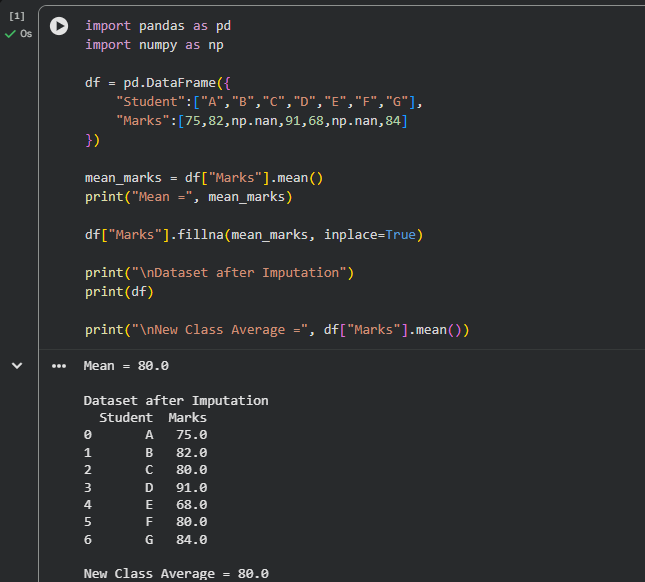 [1]
0s
import pandas as pd
import numpy as np
df = pd.DataFrame({
    "Student":["A","B","C","D","E","F","G"],
    "Marks":[75,82,np.nan,91,68,np.nan,84]
})
mean_marks = df["Marks"].mean()
print("Mean =", mean_marks)
df["Marks"].fillna(mean_marks, inplace=True)
print("\nDataset after Imputation")
print(df)
print("\nNew Class Average =", df["Marks"].mean())
Mean = 80.0
Dataset after Imputation
  Student  Marks
0       A   75.0
1       B   82.0
2       C   80.0
3       D   91.0
4       E   68.0
5       F   80.0
6       G   84.0
New Class Average = 80.0